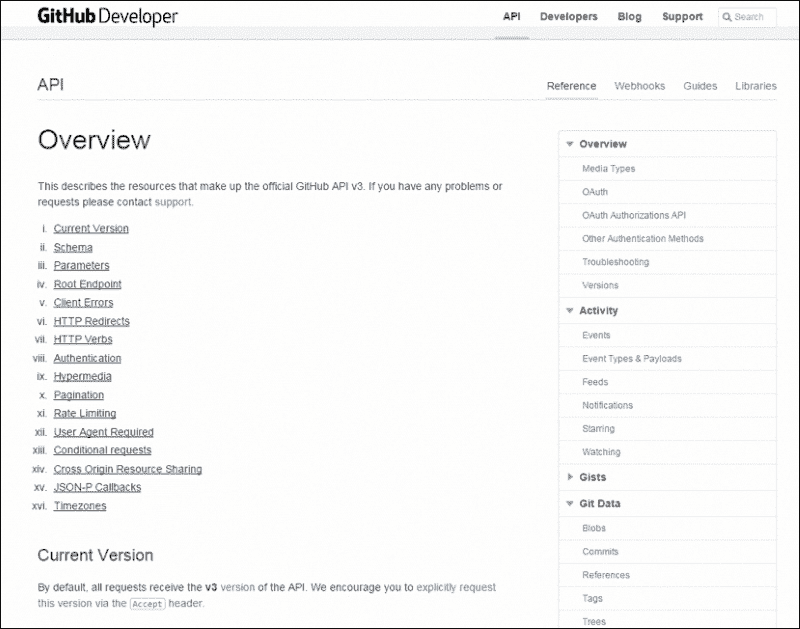 GitHub Developer
API Developers Blog Support Search
API
Reference Webhooks Guides Libraries
Overview
This describes the resources that make up the official GitHub API v3. If you have any problems or
requests please contact support.
i. Current Version
ii. Schema
iii. Parameters
iv. Root Endpoint
v. Client Errors
vi. HTTP Redirects
vii. HTTP Verbs
viii. Authentication
ix. Hypermedia
x. Pagination
xi. Rate Limiting
xii. User Agent Required
xiii. Conditional requests
xiv. Cross Origin Resource Sharing
xv. JSON-P Callbacks
xvi. Timezones
Current Version
By default, all requests receive the v3 version of the API. We encourage you to explicitly request
this version via the Accept header.
Overview
Media Types
OAuth
OAuth Authorizations API
Other Authentication Methods
Troubleshooting
Versions
Activity
Events
Event Types & Payloads
Feeds
Notifications
Starring
Watching
Gists
Git Data
Blobs
Commits
References
Tags
Trees